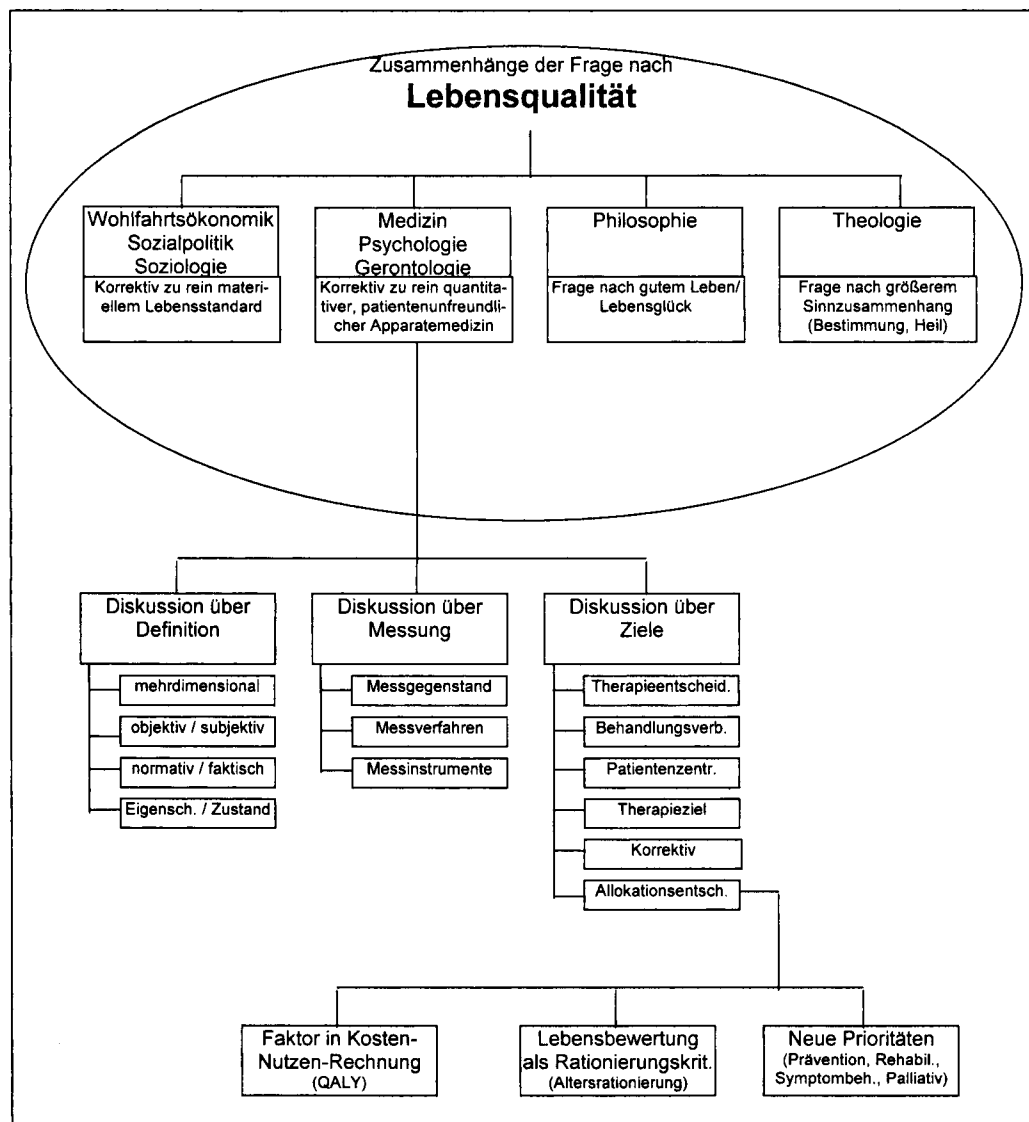 Zusammenhänge der Frage nach
Lebensqualität
Wohlfahrtsökonomik
Sozialpolitik
Soziologie
Korrektiv zu rein materi-
ellem Lebensstandard
Medizin
Psychologie
Gerontologie
Korrektiv zu rein quantita-
tiver, patientenunfreundli-
cher Apparatemedizin
Philosophie
Frage nach gutem Leben/
Lebensglück
Theologie
Frage nach größerem
Sinnzusammenhang
(Bestimmung, Heil)
Diskussion über
Definition
mehrdimensional
objektiv / subjektiv
normativ / faktisch
Eigensch. / Zustand
Diskussion über
Messung
Messgegenstand
Messverfahren
Messinstrumente
Diskussion über
Ziele
Therapieentscheid.
Behandlungsverb.
Patientenzentr.
Therapieziel
Korrektiv
Allokationsentsch.
Faktor in Kosten-
Nutzen-Rechnung
(QALY)
Lebensbewertung
als Rationierungskrit.
(Altersrationierung)
Neue Prioritäten
(Prävention, Rehabil.,
Symptombeh., Palliativ)